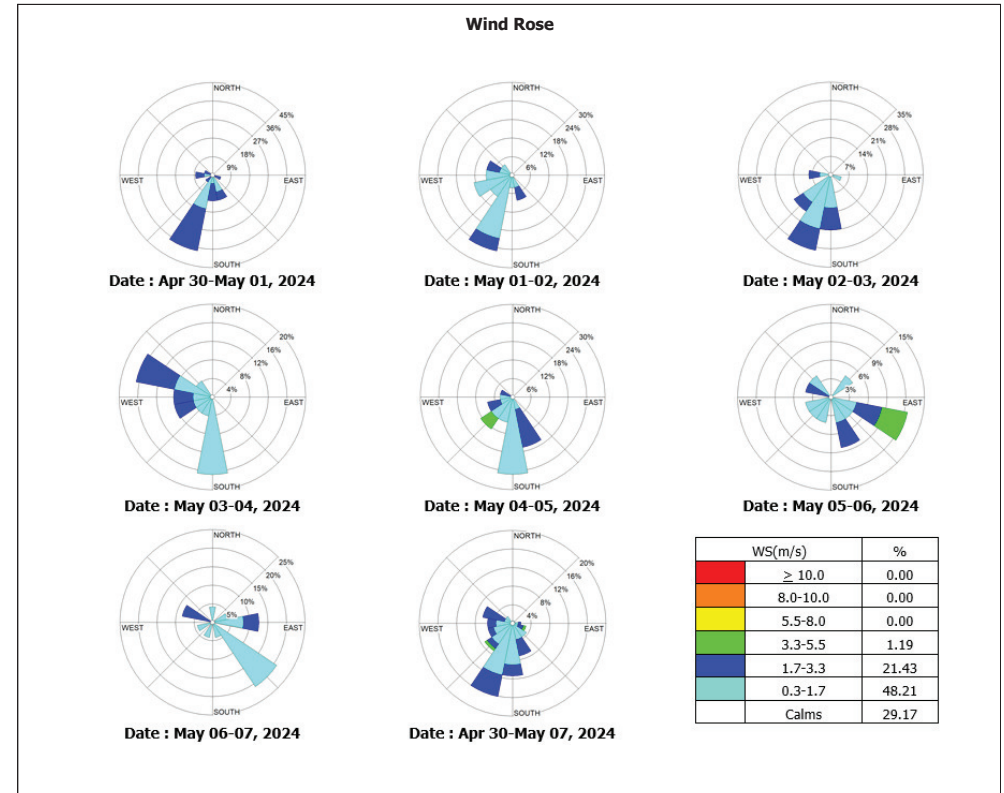 Wind Rose
NORTH
45%
36%
27%
18%
9%
WEST
EAST
SOUTH
Date : Apr 30-May 01, 2024
NORTH
30%
24%
18%
12%
6%
WEST
EAST
SOUTH
Date : May 01-02, 2024
NORTH
35%
28%
21%
14%
7%
WEST
EAST
SOUTH
Date : May 02-03, 2024
NORTH
20%
16%
12%
8%
4%
WEST
EAST
SOUTH
Date : May 03-04, 2024
NORTH
30%
24%
18%
12%
6%
WEST
EAST
SOUTH
Date : May 04-05, 2024
NORTH
15%
12%
9%
6%
3%
WEST
EAST
SOUTH
Date : May 05-06, 2024
NORTH
25%
20%
15%
10%
5%
WEST
EAST
SOUTH
Date : May 06-07, 2024
NORTH
20%
16%
12%
8%
4%
WEST
EAST
SOUTH
Date : Apr 30-May 07, 2024
WS(m/s) %
≥ 10.0 0.00
8.0-10.0 0.00
5.5-8.0 0.00
3.3-5.5 1.19
1.7-3.3 21.43
0.3-1.7 48.21
Calms 29.17